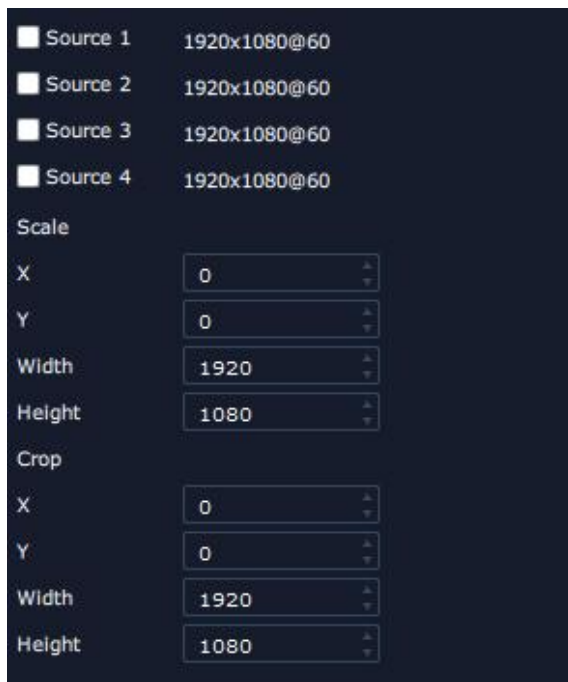 Source 1 1920x1080@60
Source 2 1920x1080@60
Source 3 1920x1080@60
Source 4 1920x1080@60
Scale
X 0
Y 0
Width 1920
Height 1080
Crop
X 0
Y 0
Width 1920
Height 1080